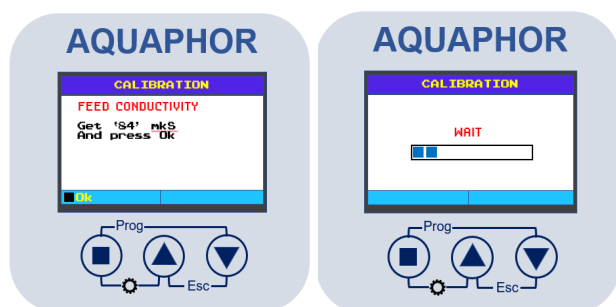 AQUAPHOR
CALIBRATION
FEED CONDUCTIVITY
Get '84' mkS
And press Ok
Ok
Prog
Esc
AQUAPHOR
CALIBRATION
WAIT
Prog
Esc